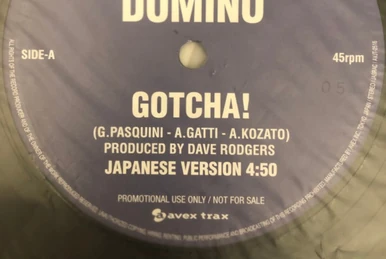 DOMINO
SIDE-A
45rpm
05
GOTCHA!
(G.PASQUINI - A.GATTI - A.KOZATO)
PRODUCED BY DAVE RODGERS
JAPANESE VERSION 4:50
PROMOTIONAL USE ONLY / NOT FOR SALE
avex trax